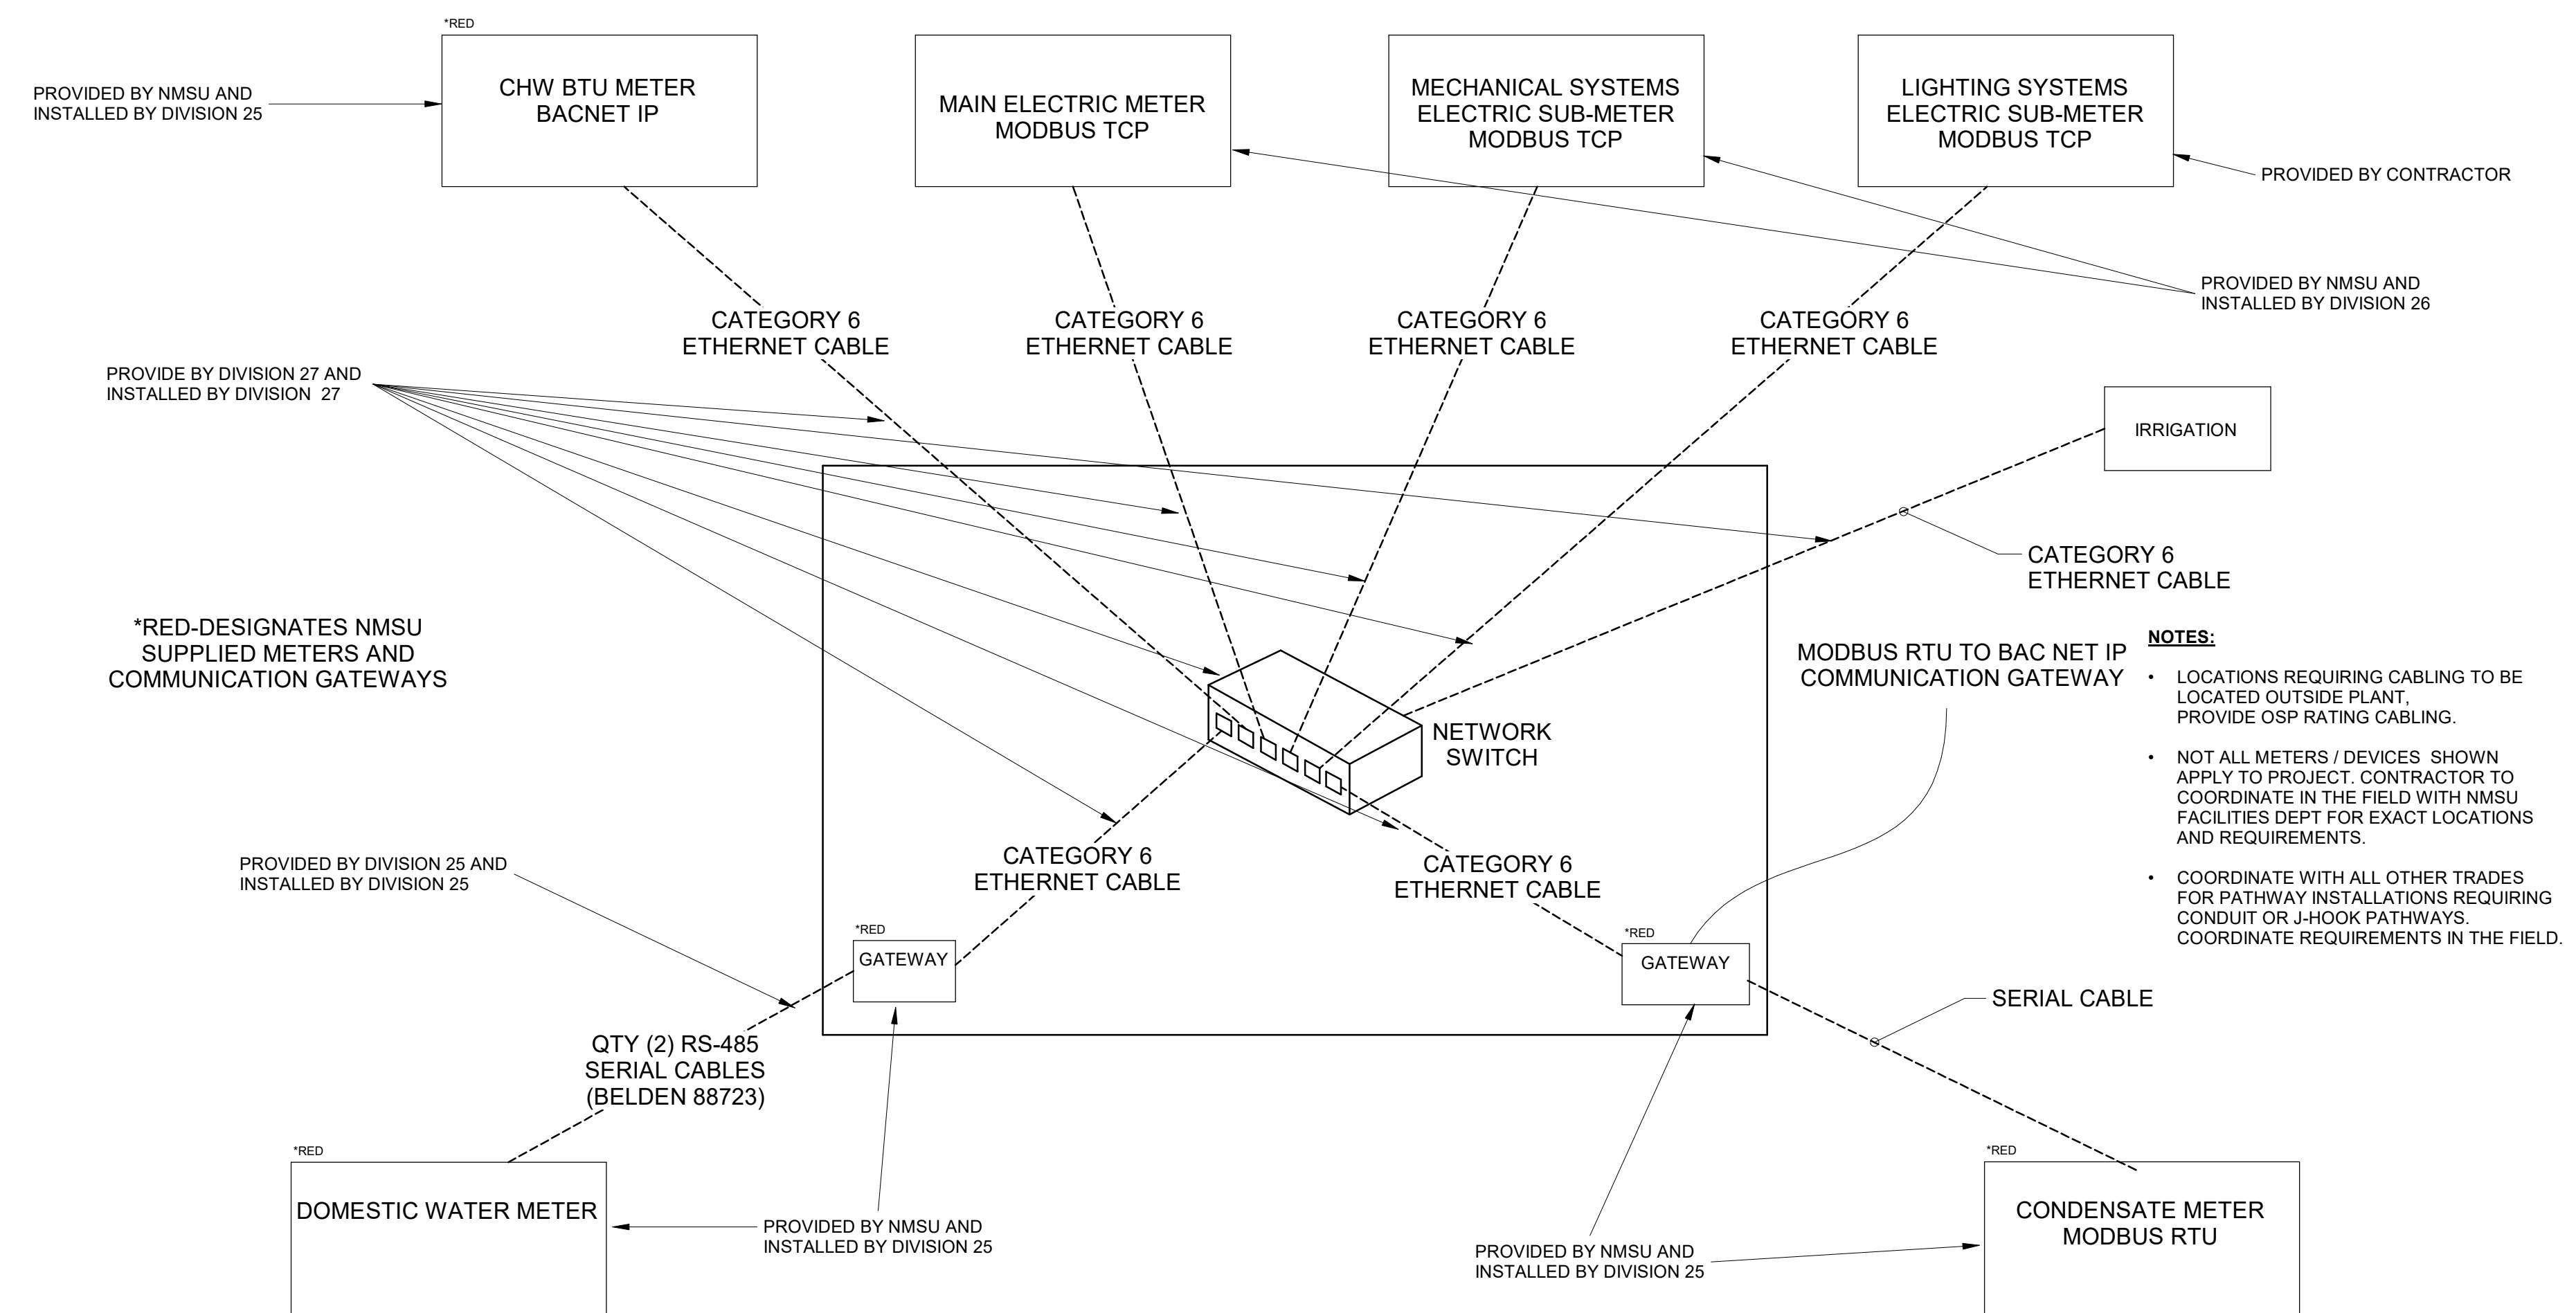 *RED
CHW BTU METER
BACNET IP
MAIN ELECTRIC METER
MODBUS TCP
MECHANICAL SYSTEMS
ELECTRIC SUB-METER
MODBUS TCP
LIGHTING SYSTEMS
ELECTRIC SUB-METER
MODBUS TCP
PROVIDED BY NMSU AND
INSTALLED BY DIVISION 25
PROVIDED BY CONTRACTOR
PROVIDED BY NMSU AND
INSTALLED BY DIVISION 26
CATEGORY 6
ETHERNET CABLE
CATEGORY 6
ETHERNET CABLE
CATEGORY 6
ETHERNET CABLE
CATEGORY 6
ETHERNET CABLE
PROVIDE BY DIVISION 27 AND
INSTALLED BY DIVISION  27
IRRIGATION
CATEGORY 6
ETHERNET CABLE
*RED-DESIGNATES NMSU
SUPPLIED METERS AND
COMMUNICATION GATEWAYS
NETWORK
SWITCH
MODBUS RTU TO BAC NET IP
COMMUNICATION GATEWAY
NOTES:
• LOCATIONS REQUIRING CABLING TO BE
LOCATED OUTSIDE PLANT,
PROVIDE OSP RATING CABLING.
• NOT ALL METERS / DEVICES  SHOWN
APPLY TO PROJECT. CONTRACTOR TO
COORDINATE IN THE FIELD WITH NMSU
FACILITIES DEPT FOR EXACT LOCATIONS
AND REQUIREMENTS.
• COORDINATE WITH ALL OTHER TRADES
FOR PATHWAY INSTALLATIONS REQUIRING
CONDUIT OR J-HOOK PATHWAYS.
COORDINATE REQUIREMENTS IN THE FIELD.
PROVIDED BY DIVISION 25 AND
INSTALLED BY DIVISION 25
CATEGORY 6
ETHERNET CABLE
CATEGORY 6
ETHERNET CABLE
*RED
GATEWAY
*RED
GATEWAY
SERIAL CABLE
QTY (2) RS-485
SERIAL CABLES
(BELDEN 88723)
*RED
DOMESTIC WATER METER
PROVIDED BY NMSU AND
INSTALLED BY DIVISION 25
PROVIDED BY NMSU AND
INSTALLED BY DIVISION 25
*RED
CONDENSATE METER
MODBUS RTU